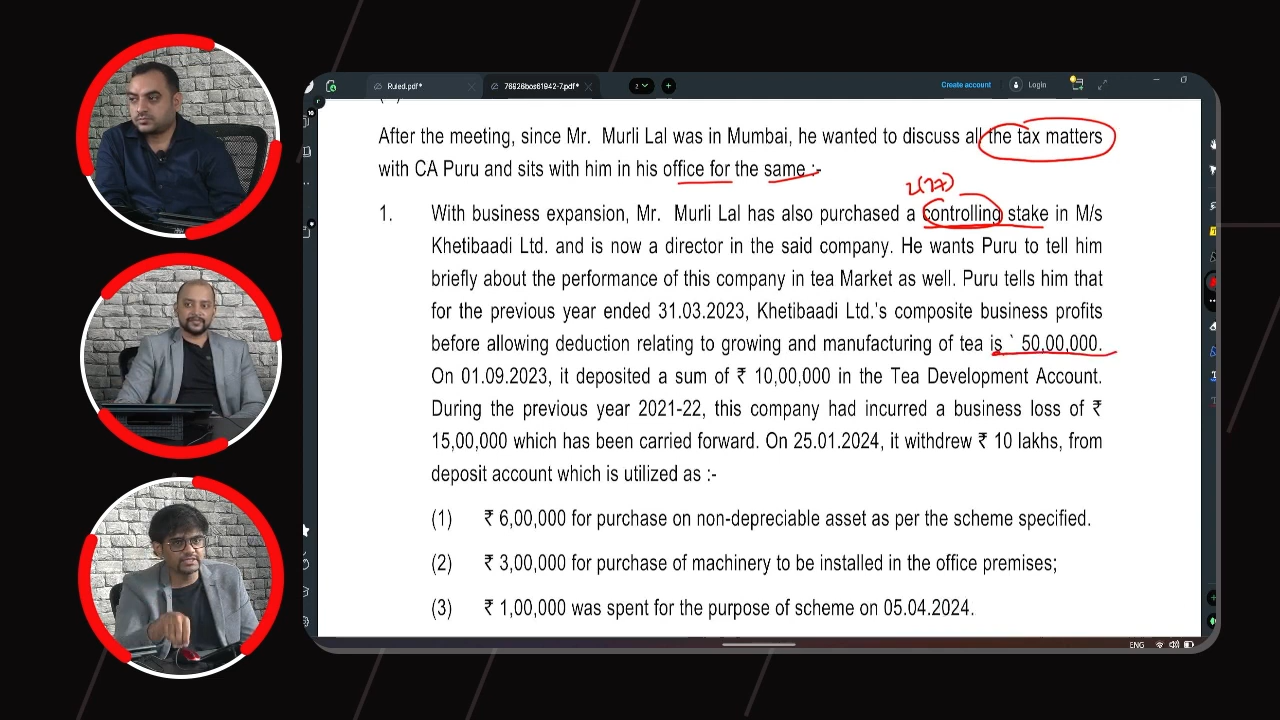 Ruled.pdf*
76926bos61942-7.pdf*
2
Create account
Login
After the meeting, since Mr. Murli Lal was in Mumbai, he wanted to discuss all the tax matters
with CA Puru and sits with him in his office for the same :-
2(27)
1. With business expansion, Mr. Murli Lal has also purchased a controlling stake in M/s
Khetibaadi Ltd. and is now a director in the said company. He wants Puru to tell him
briefly about the performance of this company in tea Market as well. Puru tells him that
for the previous year ended 31.03.2023, Khetibaadi Ltd.'s composite business profits
before allowing deduction relating to growing and manufacturing of tea is ` 50,00,000.
On 01.09.2023, it deposited a sum of ₹ 10,00,000 in the Tea Development Account.
During the previous year 2021-22, this company had incurred a business loss of ₹
15,00,000 which has been carried forward. On 25.01.2024, it withdrew ₹ 10 lakhs, from
deposit account which is utilized as :-
(1) ₹ 6,00,000 for purchase on non-depreciable asset as per the scheme specified.
(2) ₹ 3,00,000 for purchase of machinery to be installed in the office premises;
(3) ₹ 1,00,000 was spent for the purpose of scheme on 05.04.2024.
ENG